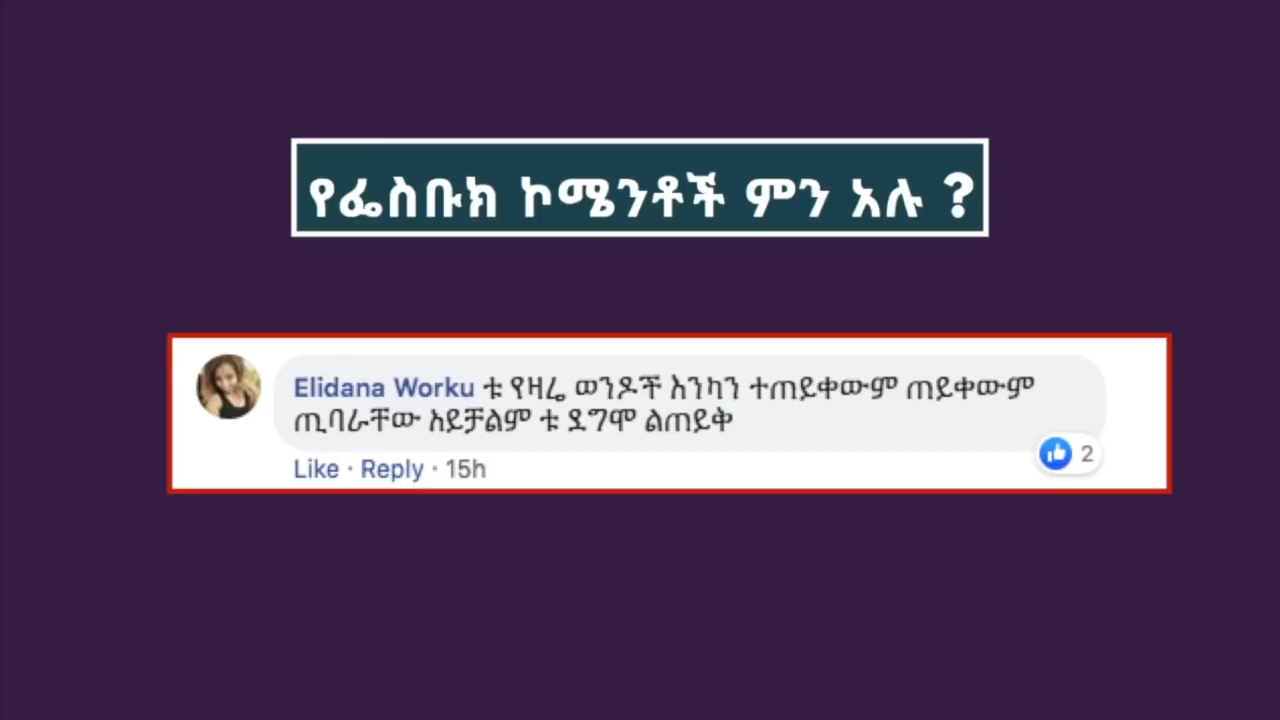 የፌስቡክ ኮሜንቶች ምን አሉ ?
Elidana Worku ቱ የዛሬ ወንዶች እንካን ተጠይቀውም ጠይቀውም
ጢባራቸው አይቻልም ቱ ደግሞ ልጠይቅ
Like · Reply · 15h
2